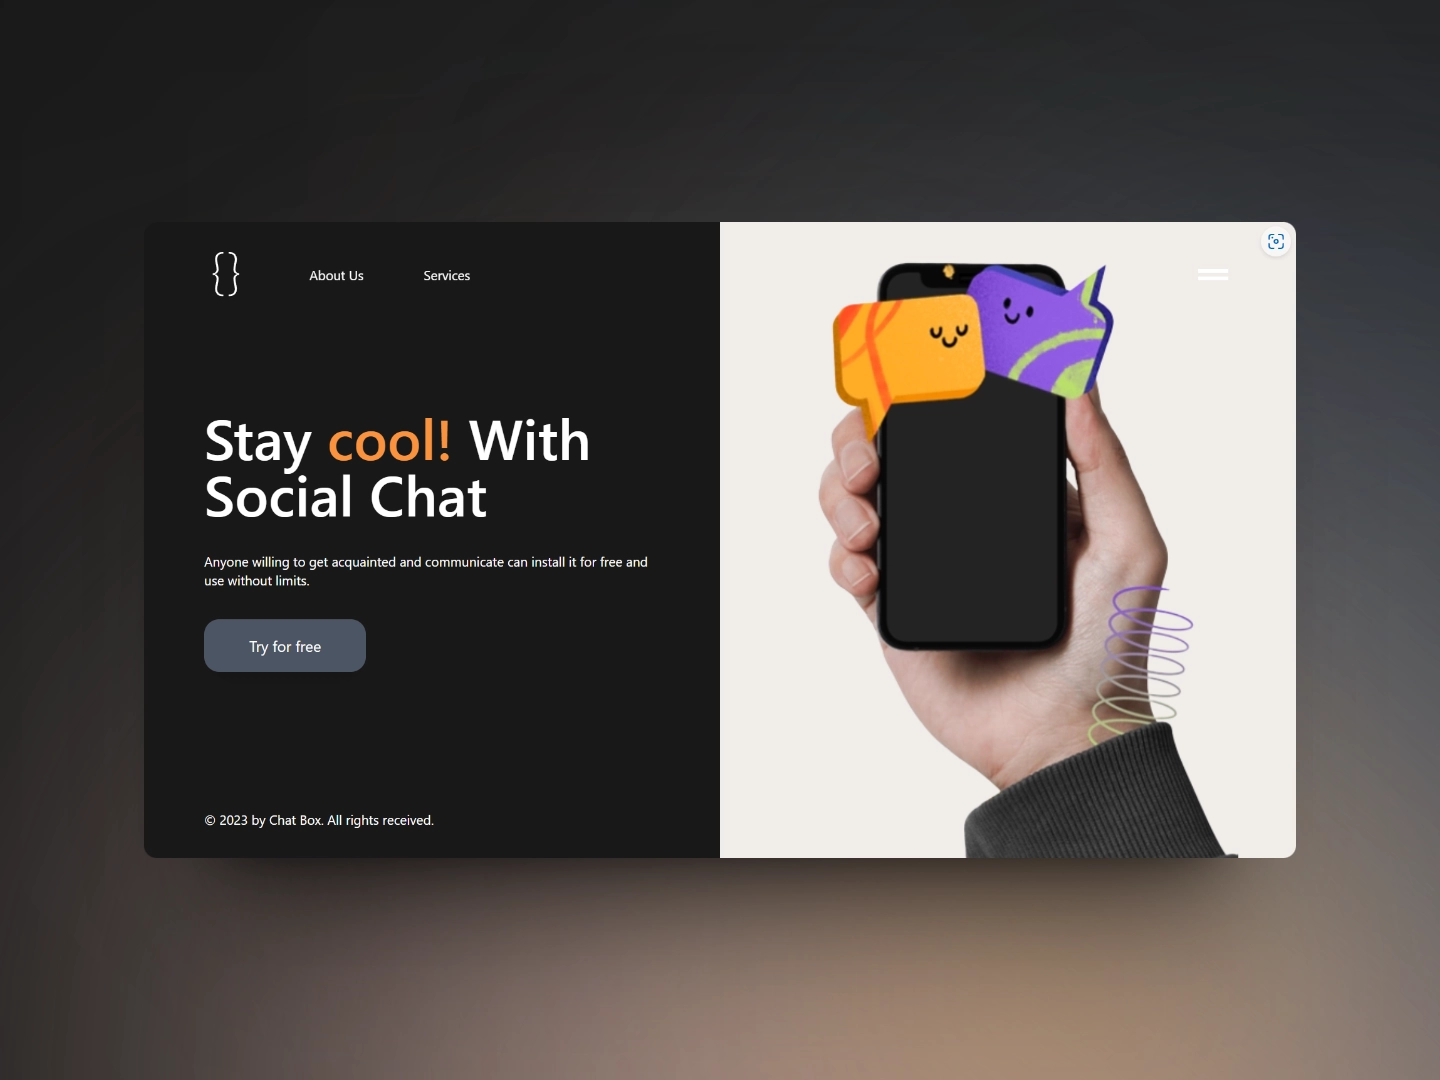 { }
About Us
Services
Stay cool! With
Social Chat
Anyone willing to get acquainted and communicate can install it for free and
use without limits.
Try for free
© 2023 by Chat Box. All rights received.